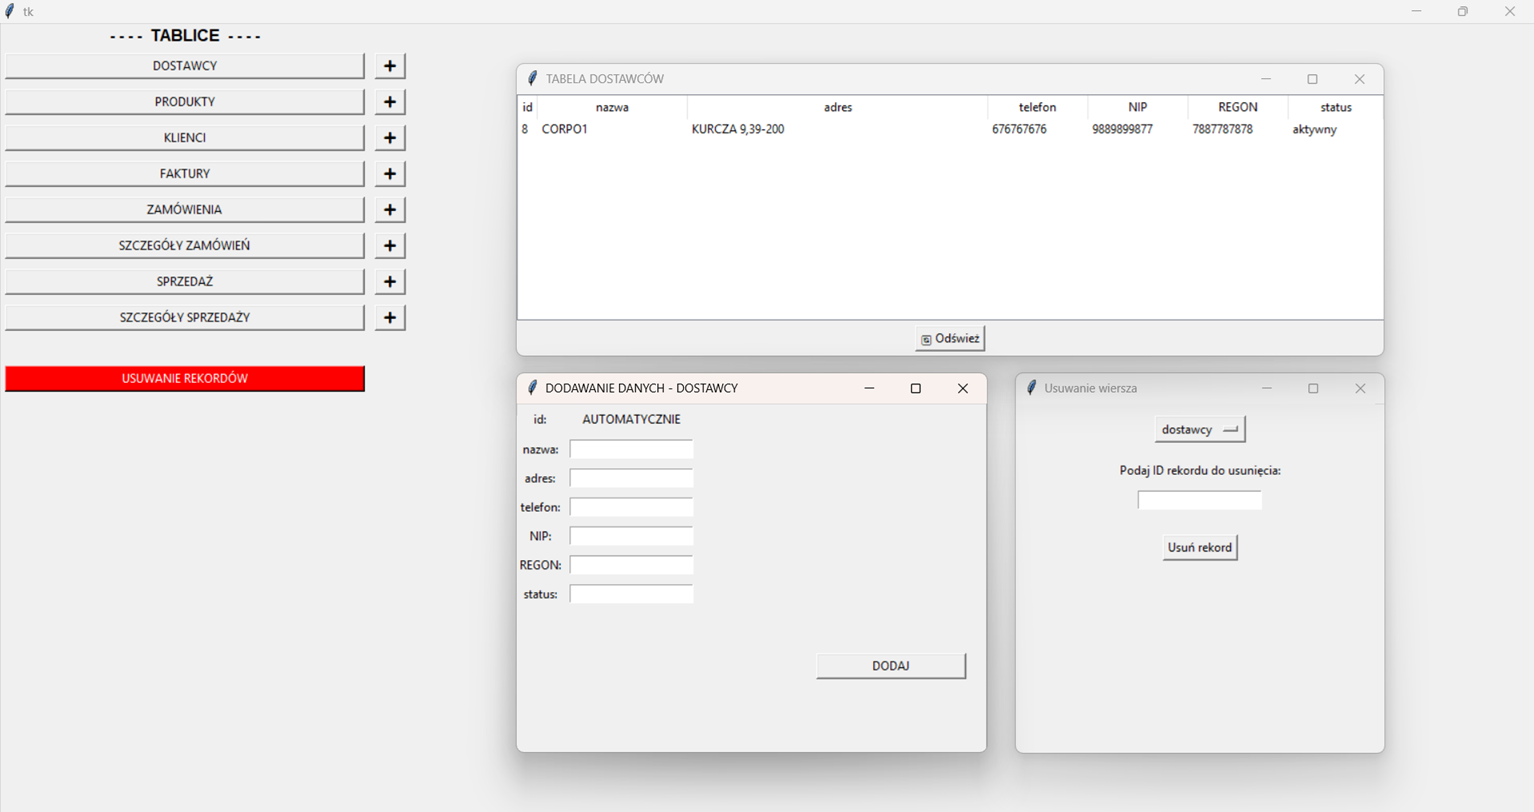 tk
---- TABLICE ----
DOSTAWCY +
PRODUKTY +
KLIENCI +
FAKTURY +
ZAMÓWIENIA +
SZCZEGÓŁY ZAMÓWIEŃ +
SPRZEDAŻ +
SZCZEGÓŁY SPRZEDAŻY +
USUWANIE REKORDÓW
TABELA DOSTAWCÓW
id nazwa adres telefon NIP REGON status
8 CORPO1 KURCZA 9,39-200 676767676 9889899877 7887787878 aktywny
Odśwież
DODAWANIE DANYCH - DOSTAWCY
id: AUTOMATYCZNIE
nazwa:
adres:
telefon:
NIP:
REGON:
status:
DODAJ
Usuwanie wiersza
dostawcy
Podaj ID rekordu do usunięcia:
Usuń rekord